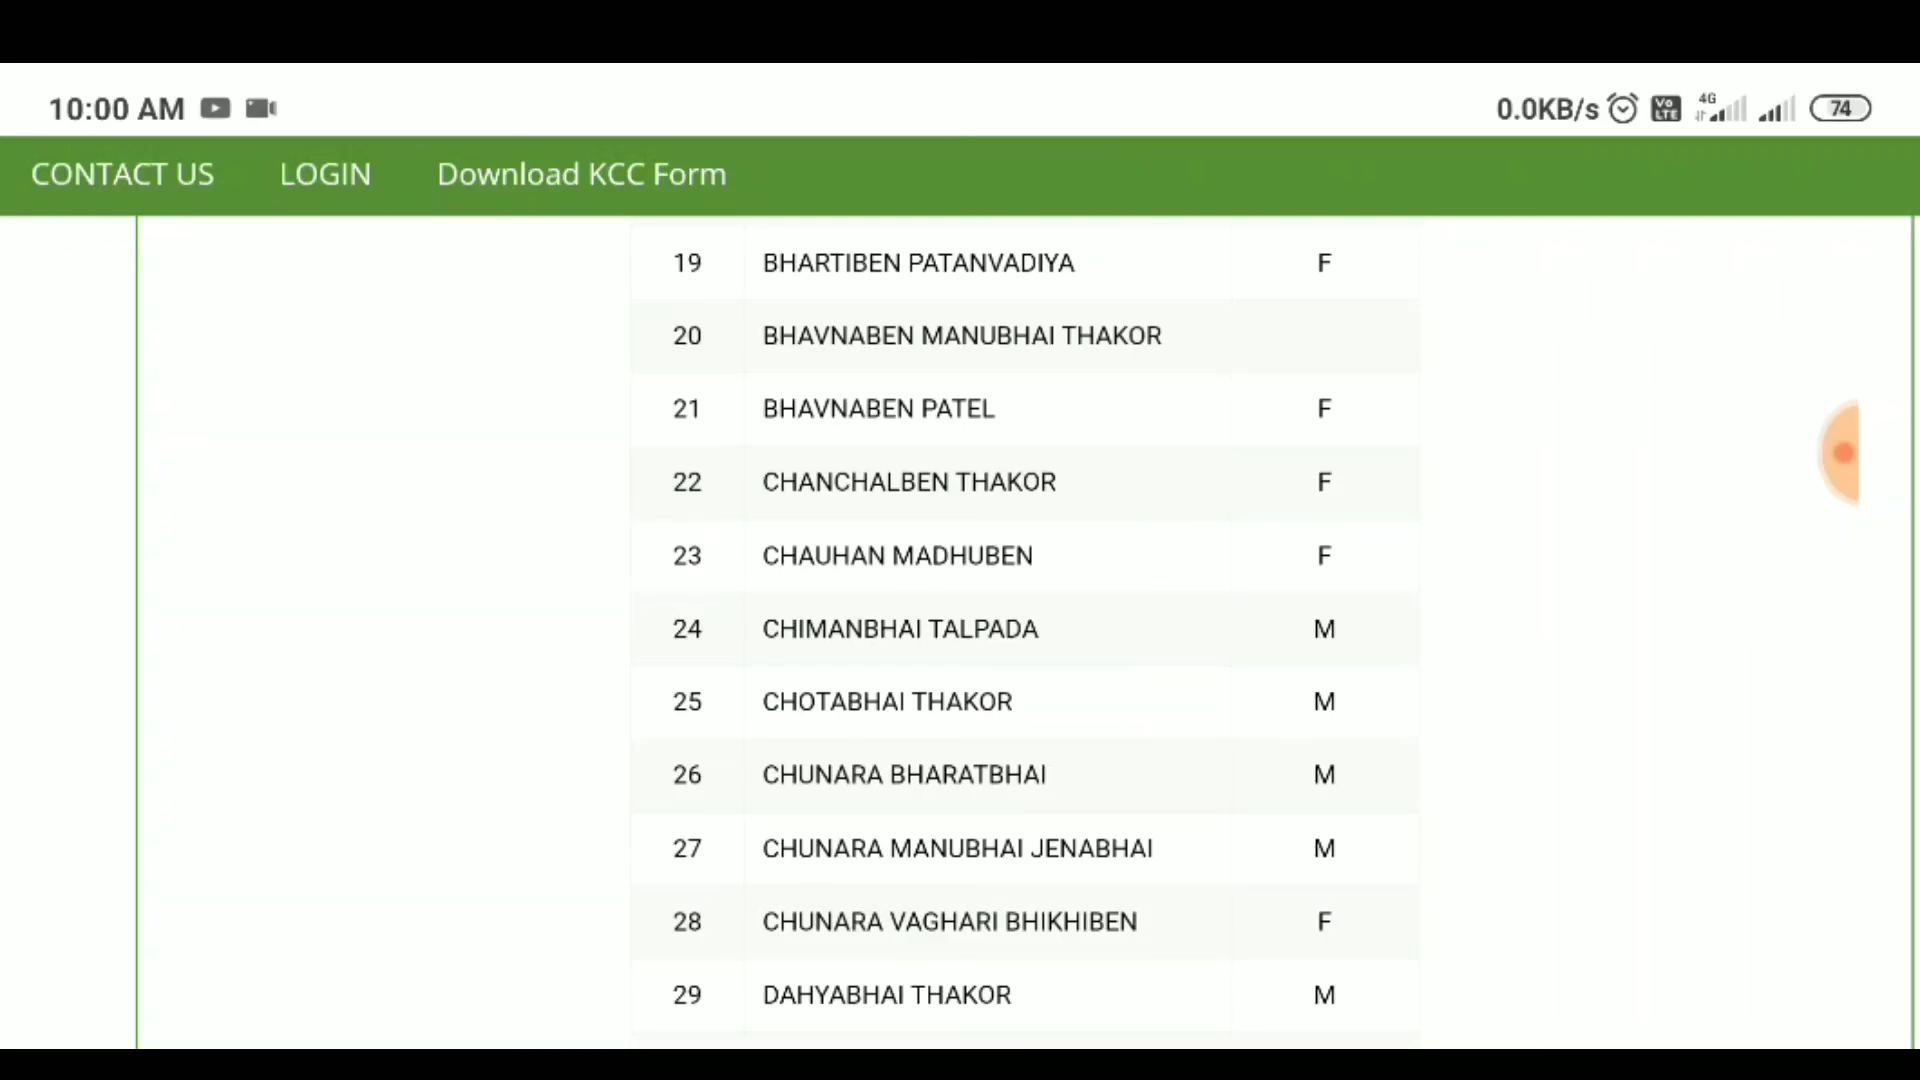 10:00 AM 0.0KB/s Vo LTE 4G 74
CONTACT US LOGIN Download KCC Form
19 BHARTIBEN PATANVADIYA F
20 BHAVNABEN MANUBHAI THAKOR
21 BHAVNABEN PATEL F
22 CHANCHALBEN THAKOR F
23 CHAUHAN MADHUBEN F
24 CHIMANBHAI TALPADA M
25 CHOTABHAI THAKOR M
26 CHUNARA BHARATBHAI M
27 CHUNARA MANUBHAI JENABHAI M
28 CHUNARA VAGHARI BHIKHIBEN F
29 DAHYABHAI THAKOR M